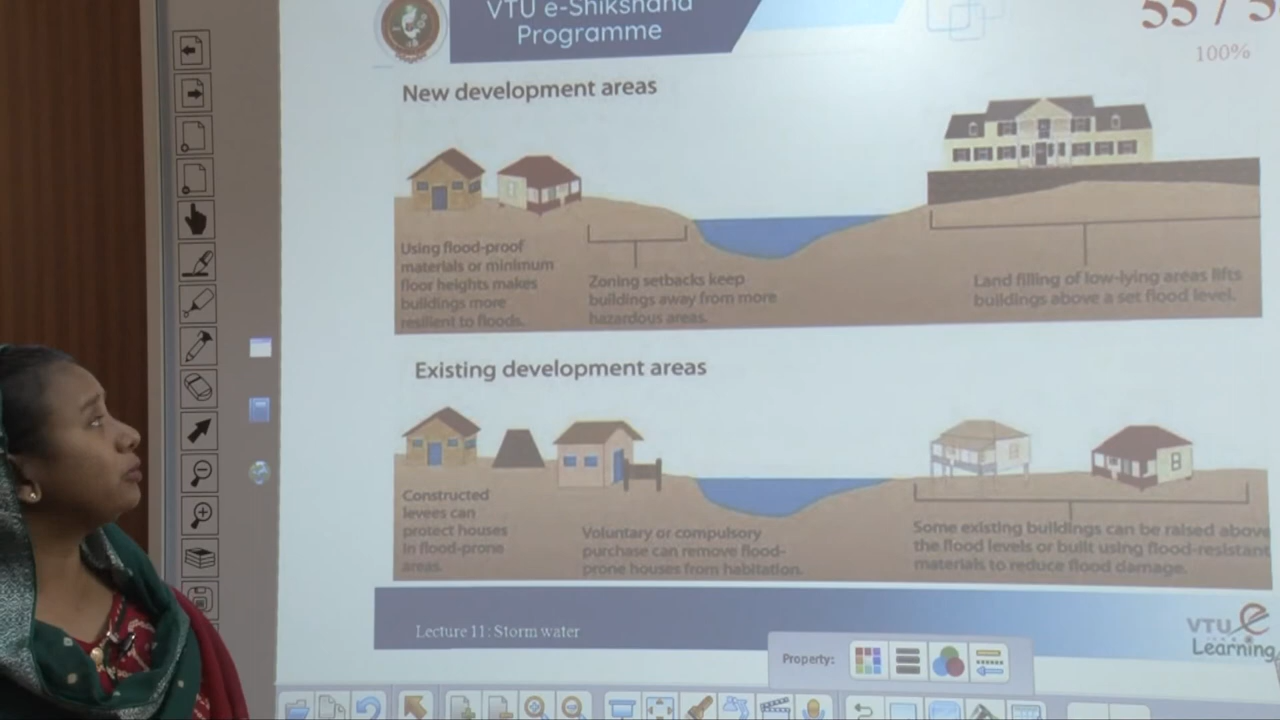 VTU e-Shikshana
Programme
55 / 5
100%
New development areas
Using flood-proof
materials or minimum
floor heights makes
buildings more
resilient to floods.
Zoning setbacks keep
buildings away from more
hazardous areas.
Land filling of low-lying areas lifts
buildings above a set flood level.
Existing development areas
Constructed
levees can
protect houses
in flood-prone
areas.
Voluntary or compulsory
purchase can remove flood-
prone houses from habitation.
Some existing buildings can be raised above
the flood levels or built using flood-resistant
materials to reduce flood damage.
Lecture 11: Storm water
VTU e
Learning
Property: